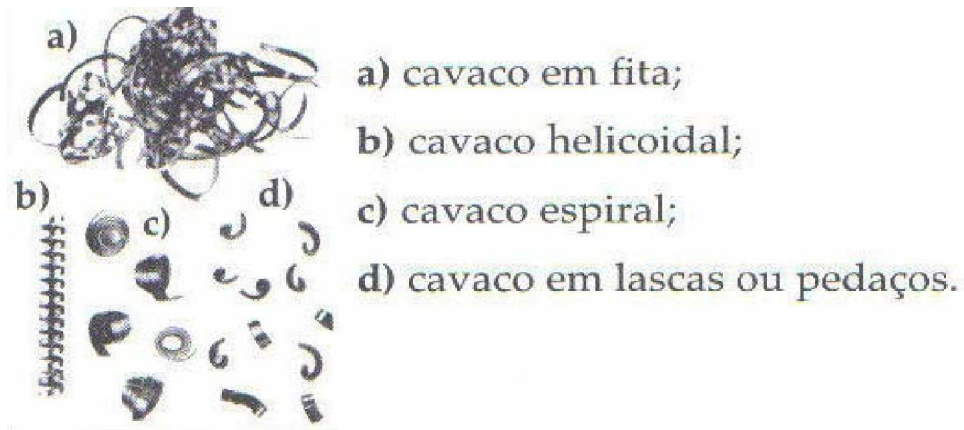 a)
b)
c)
d)
a) cavaco em fita;
b) cavaco helicoidal;
c) cavaco espiral;
d) cavaco em lascas ou pedaços.